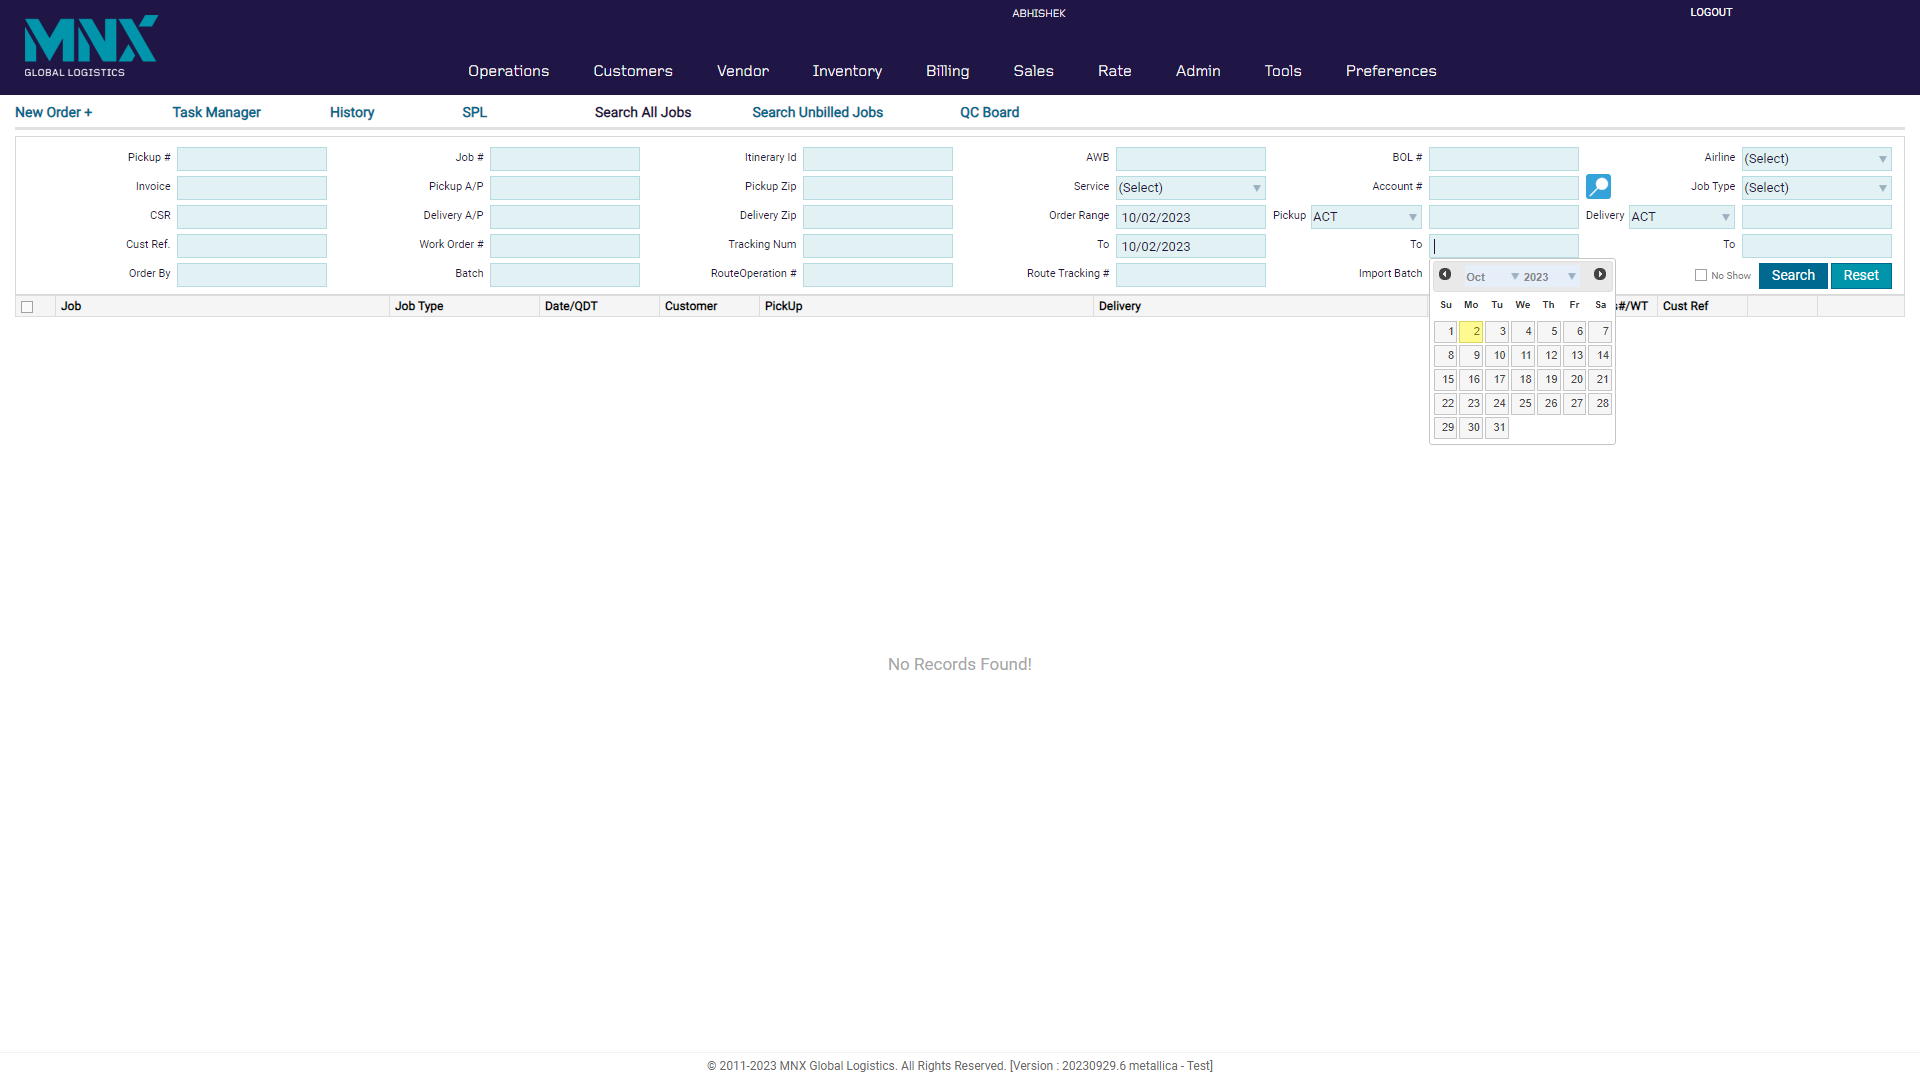 MNX
GLOBAL LOGISTICS
ABHISHEK
LOGOUT
Operations Customers Vendor Inventory Billing Sales Rate Admin Tools Preferences
New Order + Task Manager History SPL Search All Jobs Search Unbilled Jobs QC Board
Pickup # Job # Itinerary Id AWB BOL # Airline (Select)
Invoice Pickup A/P Pickup Zip Service (Select) Account # Job Type (Select)
CSR Delivery A/P Delivery Zip Order Range 10/02/2023 Pickup ACT Delivery ACT
Cust Ref. Work Order # Tracking Num To 10/02/2023 To To
Order By Batch RouteOperation # Route Tracking # Import Batch No Show Search Reset
Oct 2023
Job Job Type Date/QDT Customer PickUp Delivery #/WT Cust Ref
Su Mo Tu We Th Fr Sa
1 2 3 4 5 6 7
8 9 10 11 12 13 14
15 16 17 18 19 20 21
22 23 24 25 26 27 28
29 30 31
No Records Found!
© 2011-2023 MNX Global Logistics. All Rights Reserved. [Version : 20230929.6 metallica - Test]